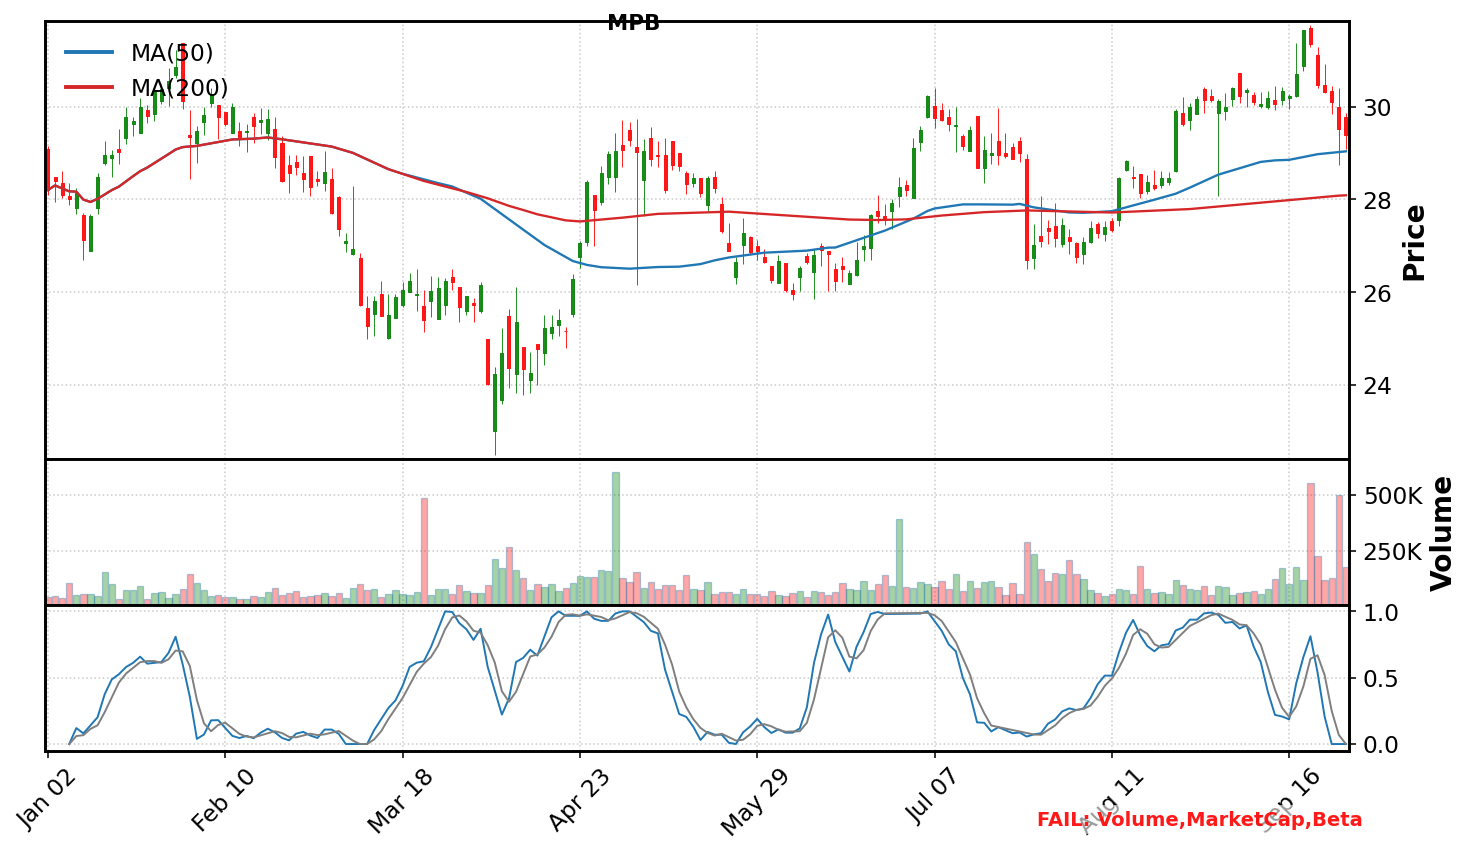 MPB
MA(50)
MA(200)
30
28
26
24
Price
500K
250K
Volume
1.0
0.5
0.0
Jan 02
Feb 10
Mar 18
Apr 23
May 29
Jul 07
Aug 11
Sep 16
FAIL: Volume,MarketCap,Beta